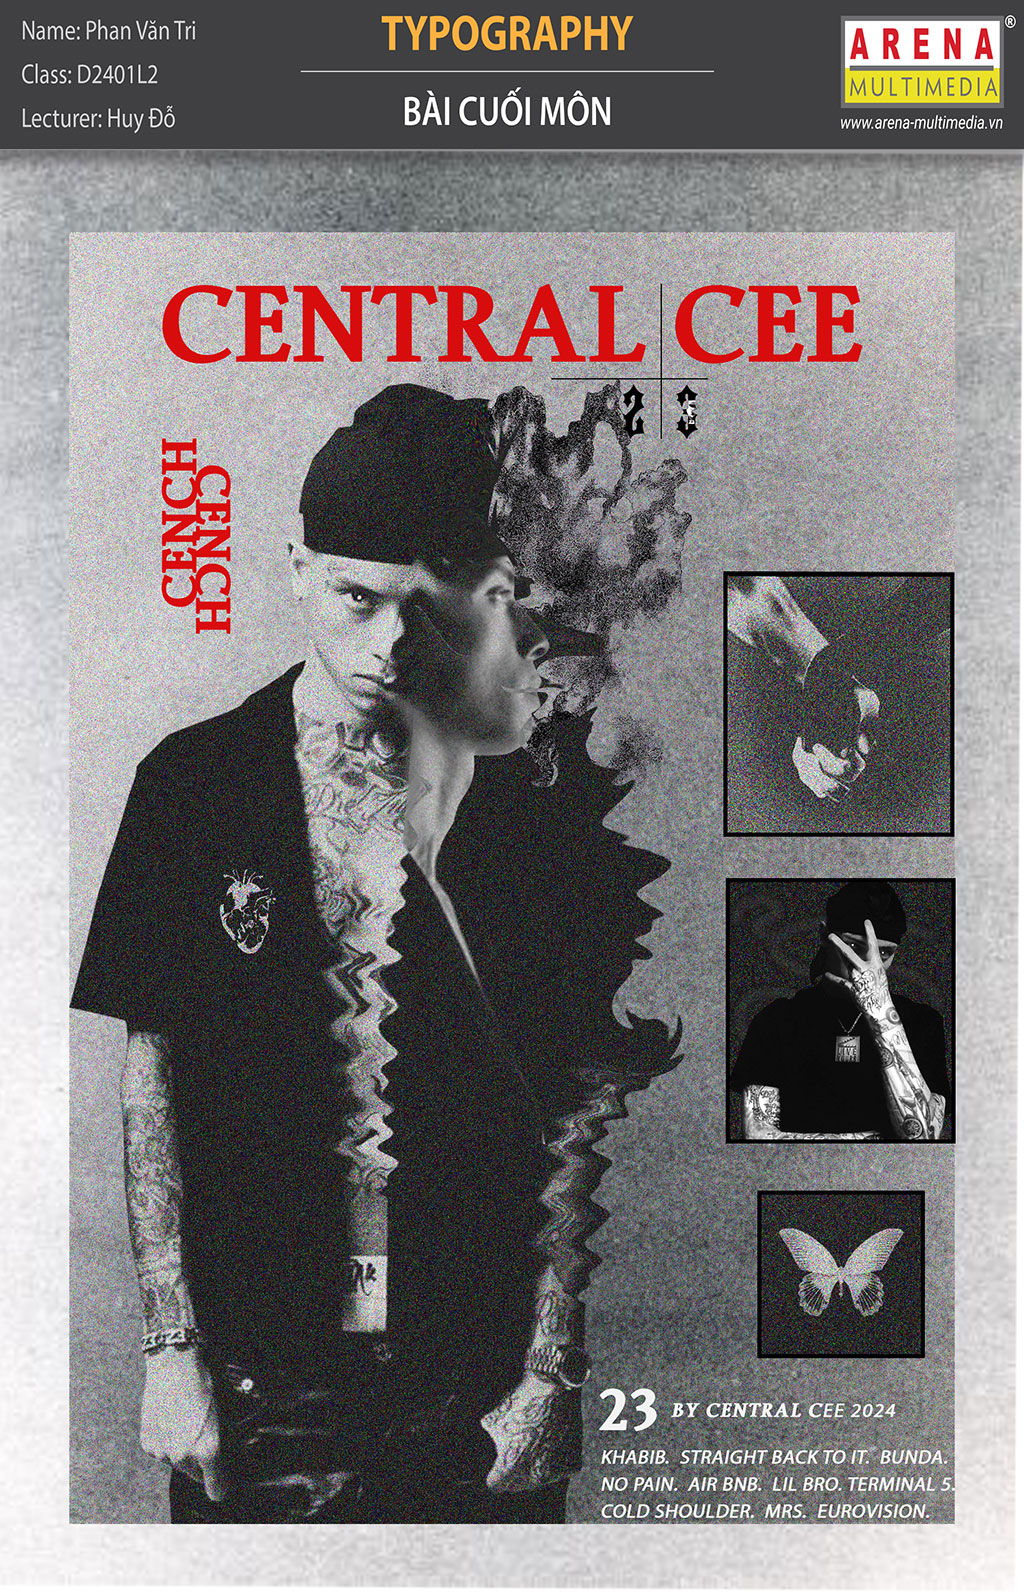 Name: Phan Văn Tri
Class: D2401L2
Lecturer: Huy Đỗ
TYPOGRAPHY
BÀI CUỐI MÔN
ARENA
MULTIMEDIA
®
www.arena-multimedia.vn
CENTRAL CEE
23
CENCH
CENCH
23 BY CENTRAL CEE 2024
KHABIB. STRAIGHT BACK TO IT. BUNDA.
NO PAIN. AIR BNB. LIL BRO. TERMINAL 5.
COLD SHOULDER. MRS. EUROVISION.